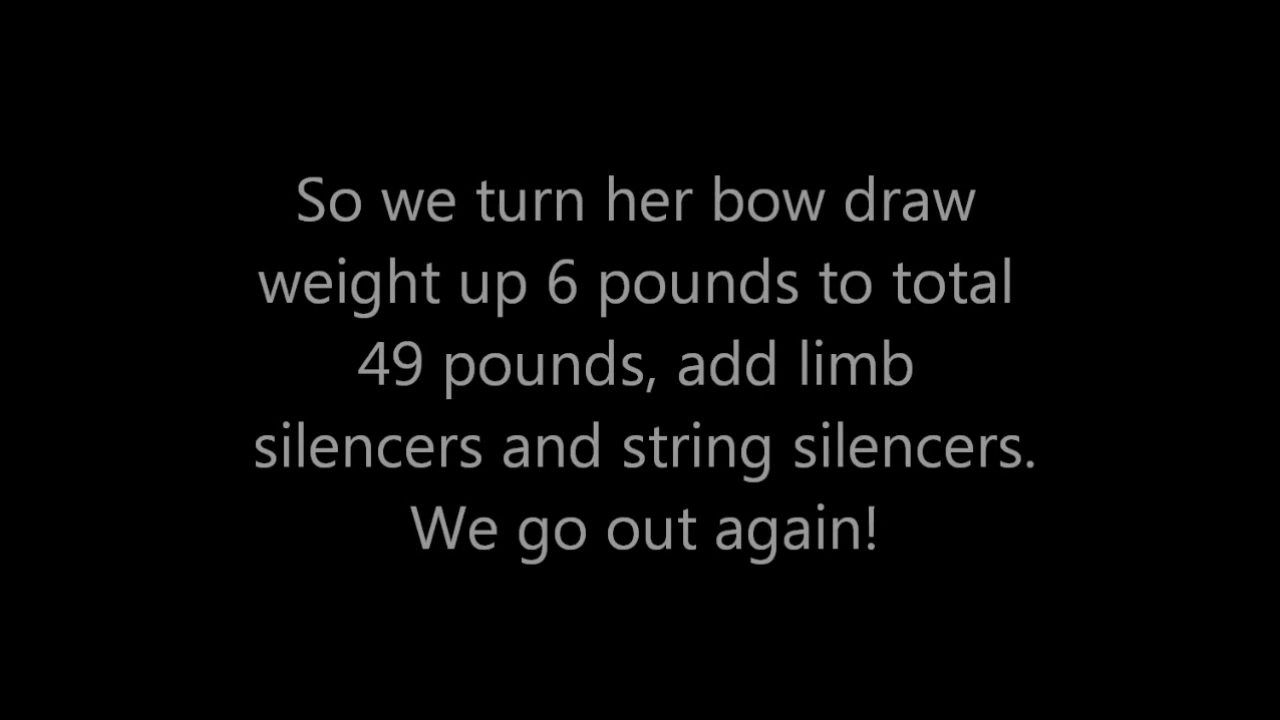 So we turn her bow draw
weight up 6 pounds to total
49 pounds, add limb
silencers and string silencers.
We go out again!